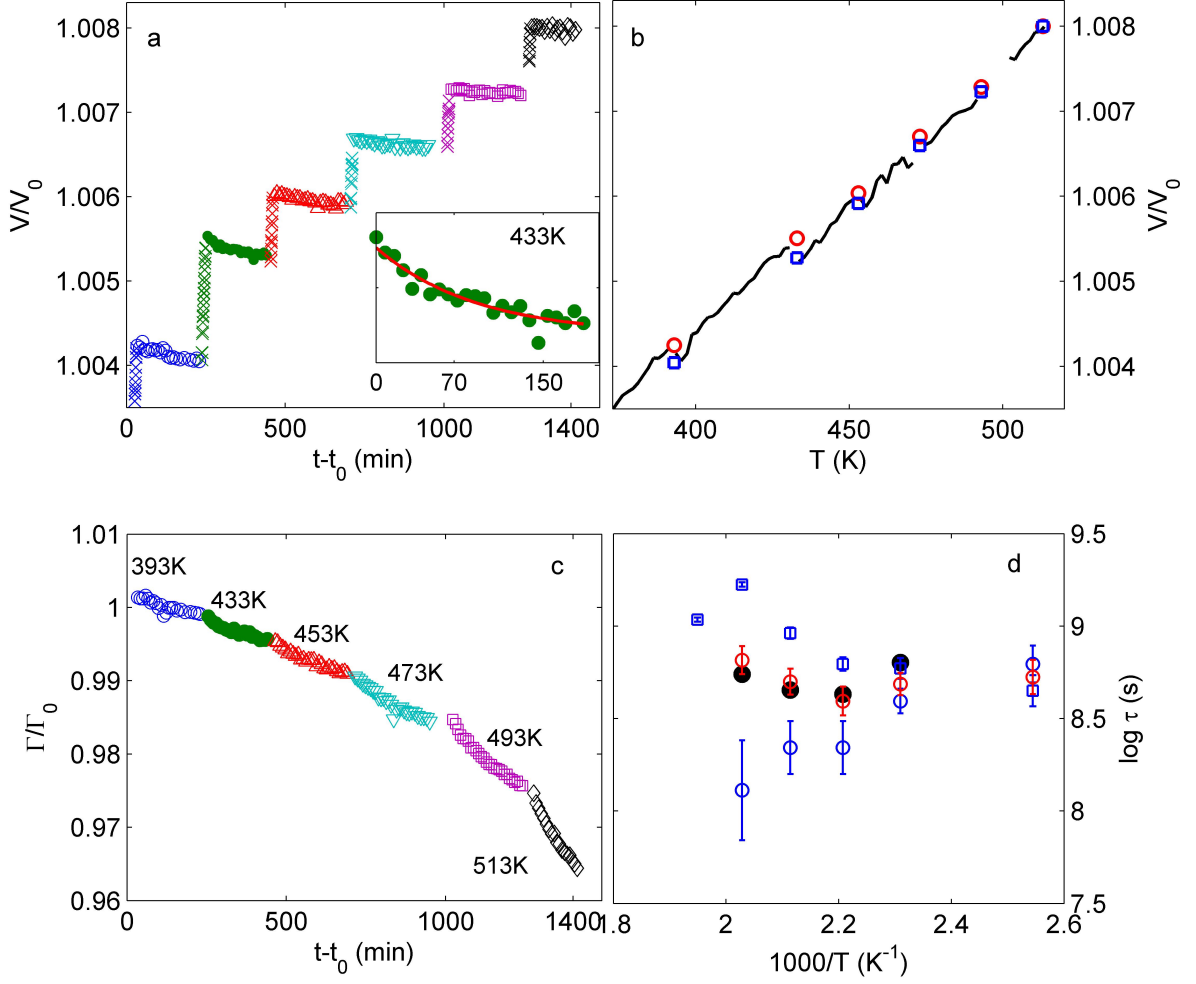 a
V/V0
1.008
1.007
1.006
1.005
1.004
0
500
1000
1400
t-t0 (min)
433K
0
70
150
b
1.008
1.007
1.006
1.005
1.004
V/V0
400
450
500
T (K)
c
Γ/Γ0
1.01
1
0.99
0.98
0.97
0.96
393K
433K
453K
473K
493K
513K
0
500
1000
1400
t-t0 (min)
d
9.5
9
8.5
8
7.5
log τ (s)
1.8
2
2.2
2.4
2.6
1000/T (K-1)